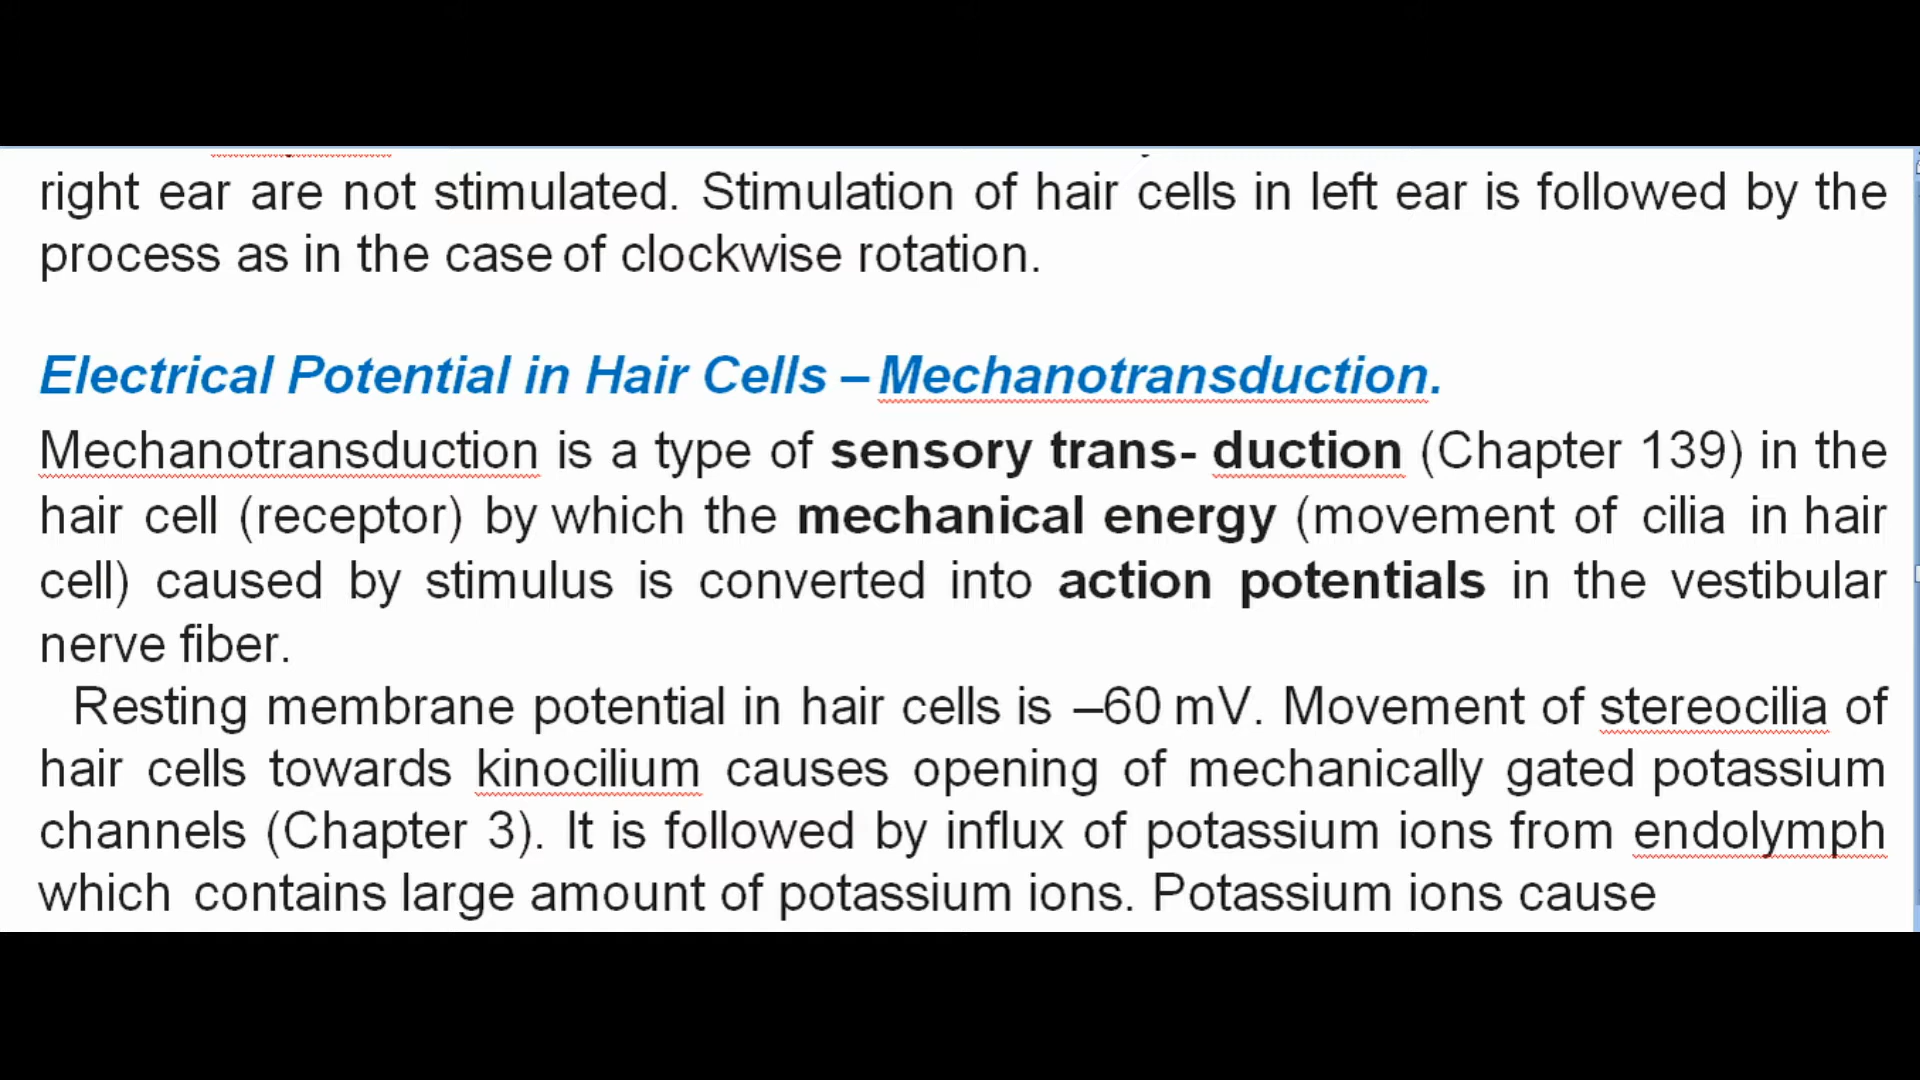 right ear are not stimulated. Stimulation of hair cells in left ear is followed by the
process as in the case of clockwise rotation.
Electrical Potential in Hair Cells – Mechanotransduction.
Mechanotransduction is a type of sensory trans- duction (Chapter 139) in the
hair cell (receptor) by which the mechanical energy (movement of cilia in hair
cell) caused by stimulus is converted into action potentials in the vestibular
nerve fiber.
Resting membrane potential in hair cells is –60 mV. Movement of stereocilia of
hair cells towards kinocilium causes opening of mechanically gated potassium
channels (Chapter 3). It is followed by influx of potassium ions from endolymph
which contains large amount of potassium ions. Potassium ions cause